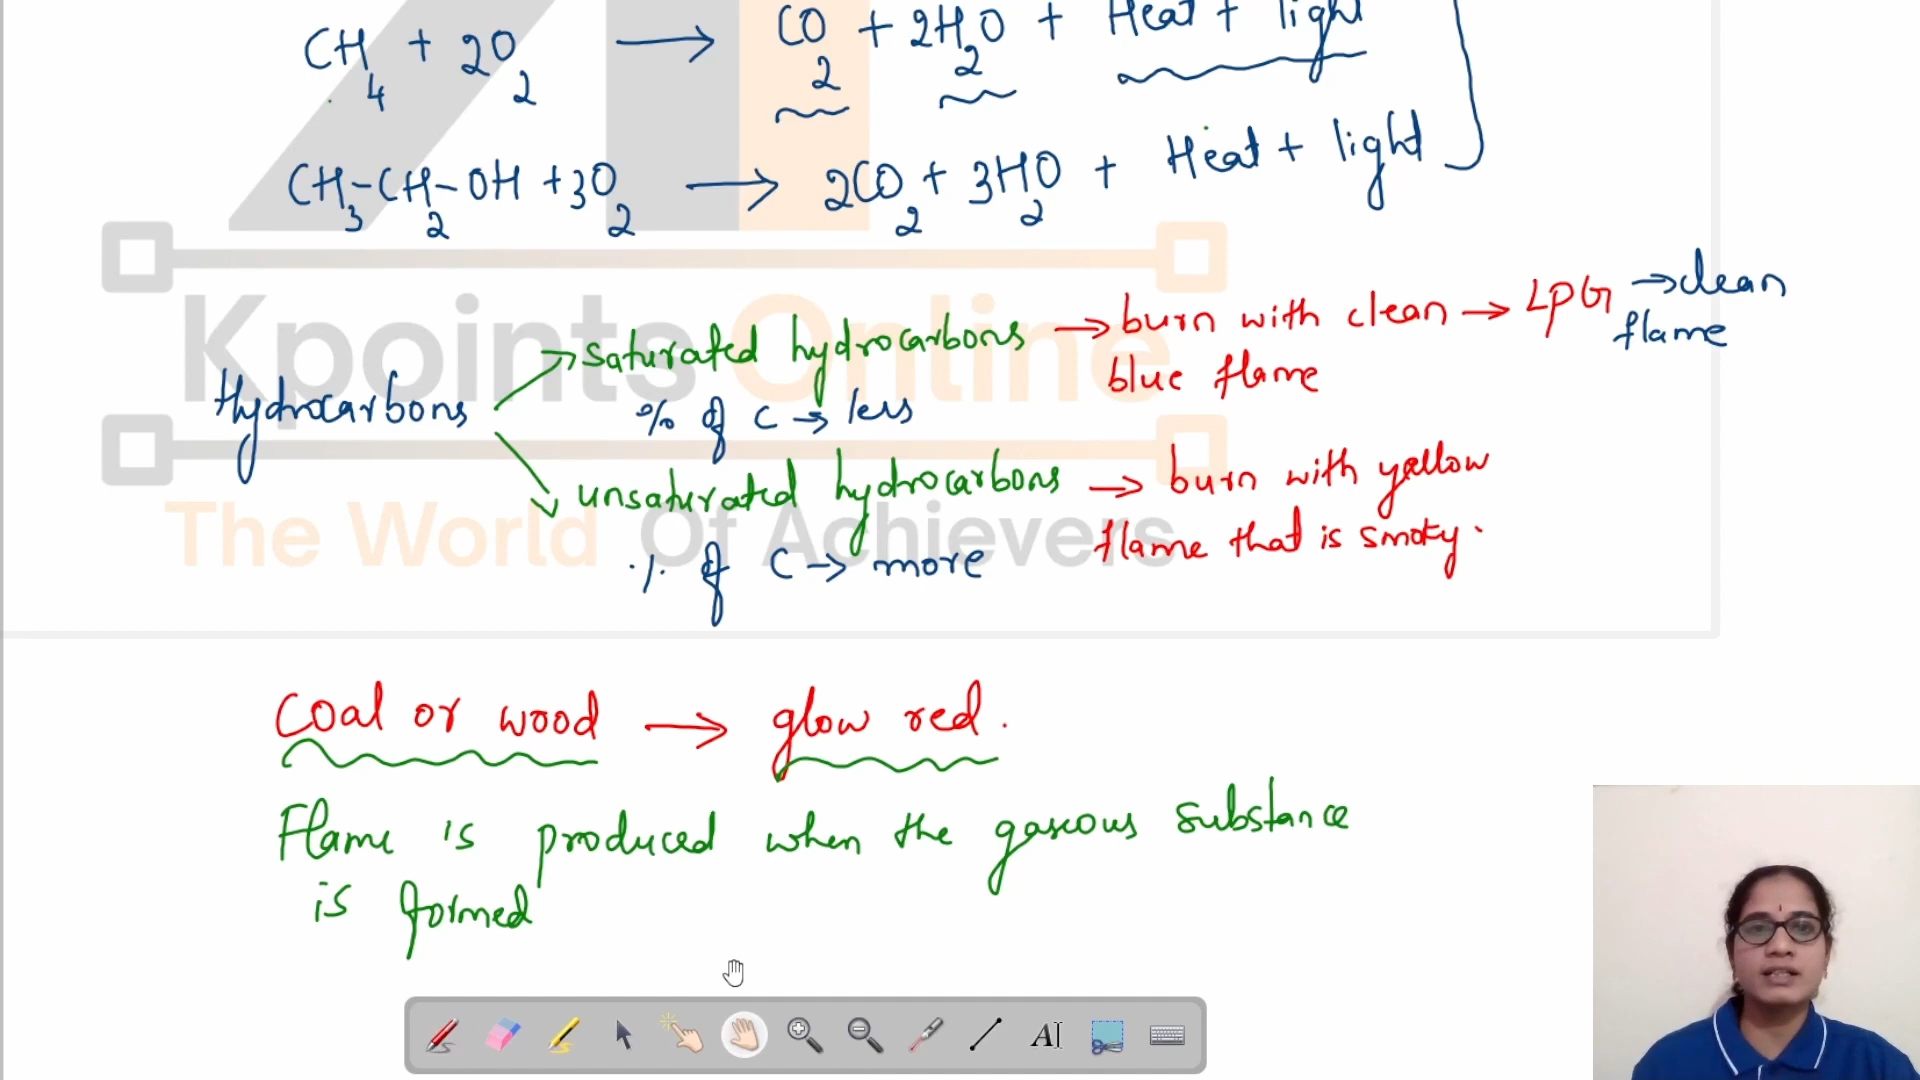 CH4 + 2O2 → CO2 + 2H2O + Heat + light
CH3-CH2-OH + 3O2 → 2CO2 + 3H2O + Heat + light
Hydrocarbons
saturated hydrocarbons → burn with clean blue flame → LPG → clean flame
% of C → less
unsaturated hydrocarbons → burn with yellow flame that is smoky.
% of C → more
Kpoints Online
The World Of Achievers
Coal or wood → glow red.
Flame is produced when the gaseous substance
is formed
AI